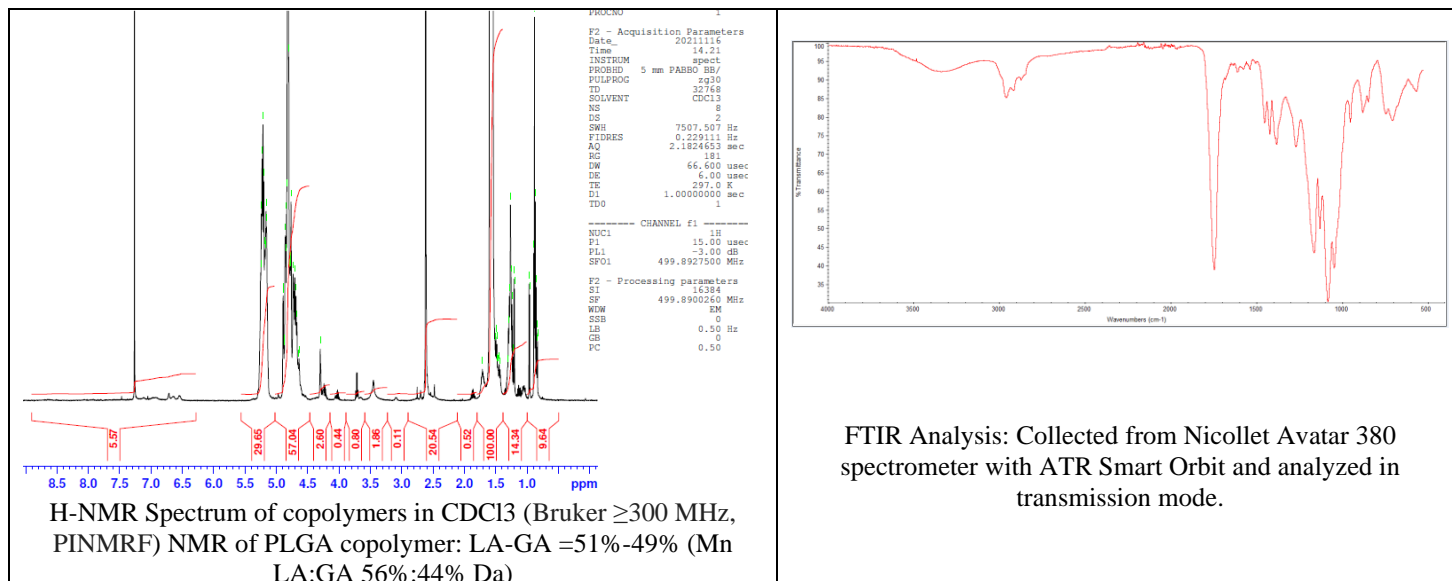 PROCNO 1
F2 - Acquisition Parameters
Date_ 20211116
Time 14.21
INSTRUM spect
PROBHD 5 mm PABBO BB/
PULPROG zg30
TD 32768
SOLVENT CDCl3
NS 8
DS 2
SWH 7507.507 Hz
FIDRES 0.229111 Hz
AQ 2.1824653 sec
RG 181
DW 66.600 usec
DE 6.00 usec
TE 297.0 K
D1 1.00000000 sec
TD0 1
======== CHANNEL f1 ========
NUC1 1H
P1 15.00 usec
PL1 -3.00 dB
SFO1 499.8927500 MHz
F2 - Processing parameters
SI 16384
SF 499.8900260 MHz
WDW EM
SSB 0
LB 0.50 Hz
GB 0
PC 0.50
5.57 29.65 57.04 2.60 0.44 0.80 1.86 0.11 20.54 0.52 100.00 14.34 9.64
8.5 8.0 7.5 7.0 6.5 6.0 5.5 5.0 4.5 4.0 3.5 3.0 2.5 2.0 1.5 1.0 ppm
H-NMR Spectrum of copolymers in CDCl3 (Bruker ≥300 MHz,
PINMRF) NMR of PLGA copolymer: LA-GA =51%-49% (Mn
LA:GA 56%:44% Da)
100
95
90
85
80
75
70
65
60
55
50
45
40
35
% Transmittance
4000 3500 3000 2500 2000 1500 1000 500
Wavenumbers (cm-1)
FTIR Analysis: Collected from Nicollet Avatar 380
spectrometer with ATR Smart Orbit and analyzed in
transmission mode.